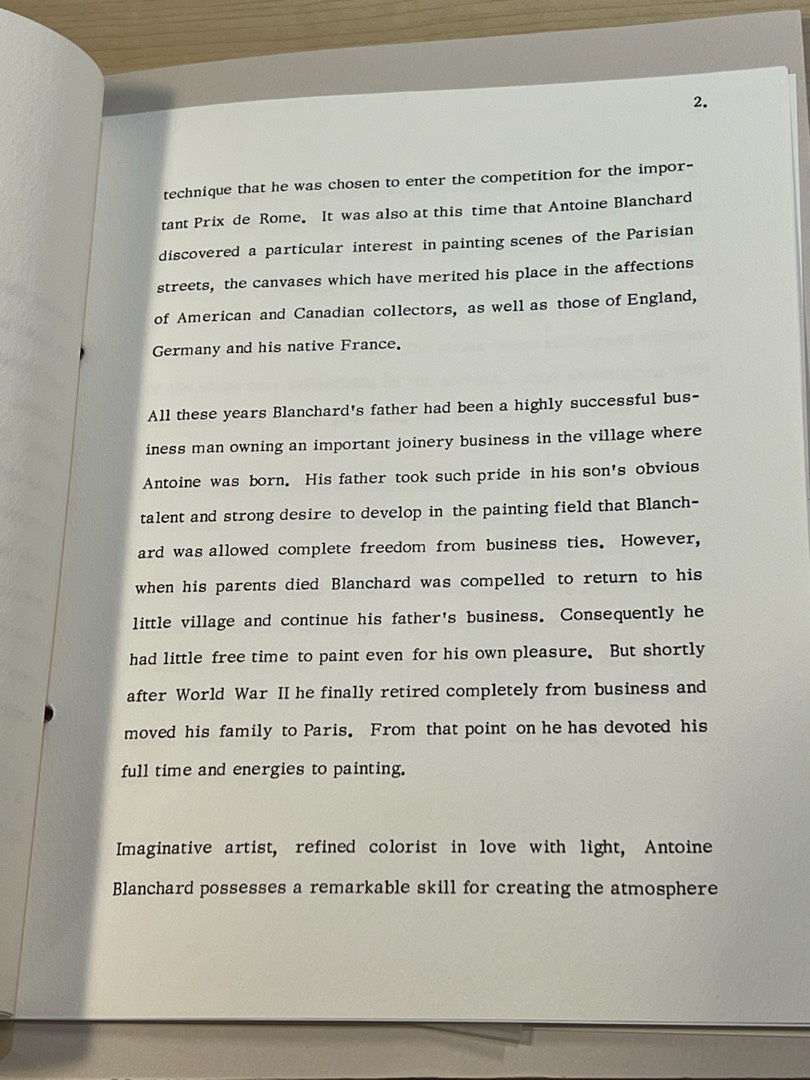 2.
technique that he was chosen to enter the competition for the impor-
tant Prix de Rome. It was also at this time that Antoine Blanchard
discovered a particular interest in painting scenes of the Parisian
streets, the canvases which have merited his place in the affections
of American and Canadian collectors, as well as those of England,
Germany and his native France.
All these years Blanchard's father had been a highly successful bus-
iness man owning an important joinery business in the village where
Antoine was born. His father took such pride in his son's obvious
talent and strong desire to develop in the painting field that Blanch-
ard was allowed complete freedom from business ties. However,
when his parents died Blanchard was compelled to return to his
little village and continue his father's business. Consequently he
had little free time to paint even for his own pleasure. But shortly
after World War II he finally retired completely from business and
moved his family to Paris. From that point on he has devoted his
full time and energies to painting.
Imaginative artist, refined colorist in love with light, Antoine
Blanchard possesses a remarkable skill for creating the atmosphere